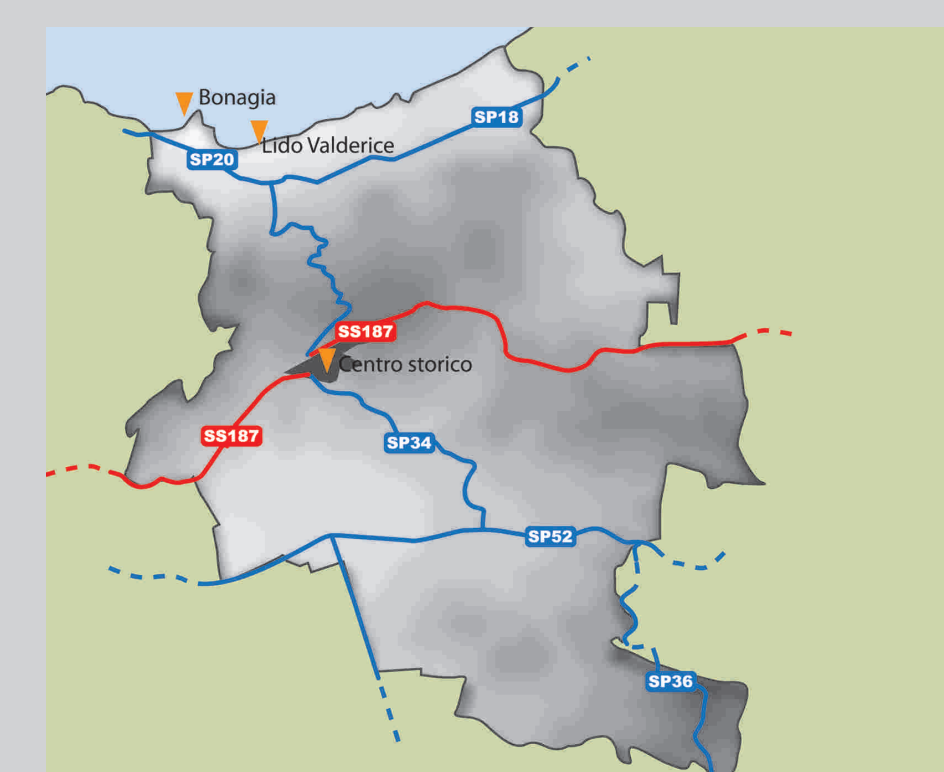 Bonagia
SP18
Lido Valderice
SP20
SS187
Centro storico
SS187
SP34
SP52
SP36